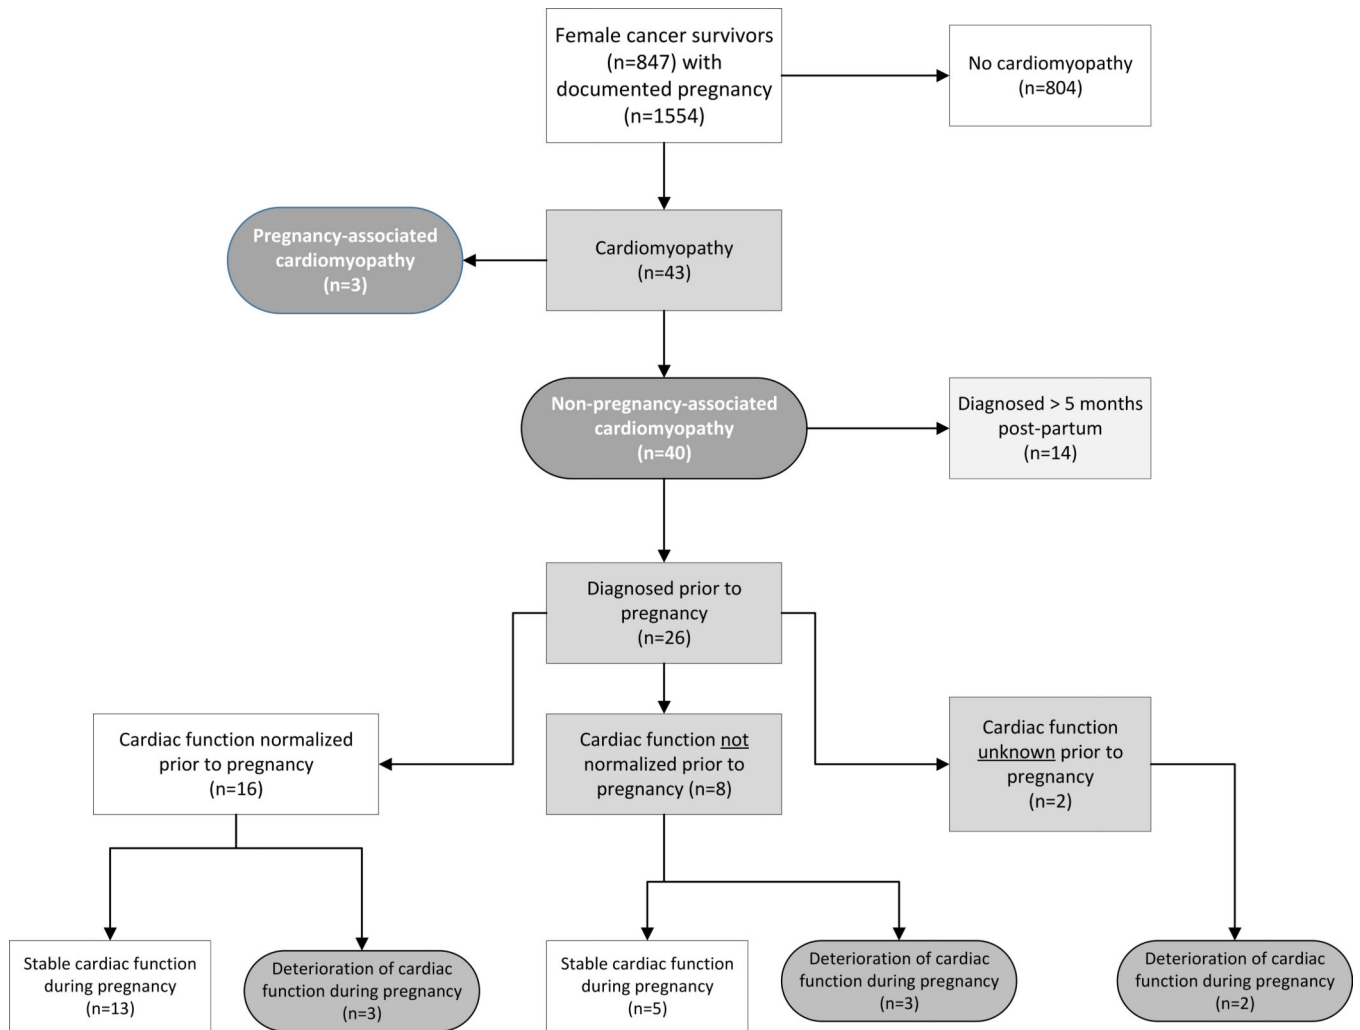 Female cancer survivors
(n=847) with
documented pregnancy
(n=1554)
No cardiomyopathy
(n=804)
Pregnancy-associated
cardiomyopathy
(n=3)
Cardiomyopathy
(n=43)
Non-pregnancy-associated
cardiomyopathy
(n=40)
Diagnosed > 5 months
post-partum
(n=14)
Diagnosed prior to
pregnancy
(n=26)
Cardiac function normalized
prior to pregnancy
(n=16)
Cardiac function not
normalized prior to
pregnancy (n=8)
Cardiac function
unknown prior to
pregnancy
(n=2)
Stable cardiac function
during pregnancy
(n=13)
Deterioration of cardiac
function during pregnancy
(n=3)
Stable cardiac function
during pregnancy
(n=5)
Deterioration of cardiac
function during pregnancy
(n=3)
Deterioration of cardiac
function during pregnancy
(n=2)